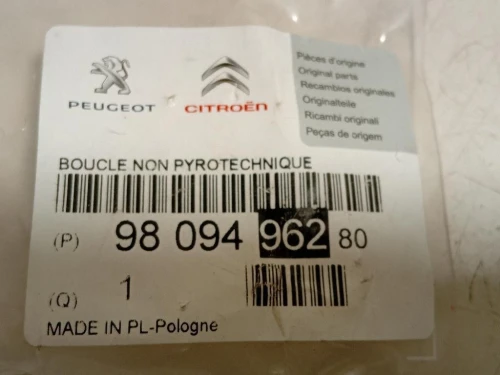 PEUGEOT
CITROËN
Pièces d'origine
Original parts
Recambios originales
Originalteile
Ricambi originali
Peças de origem
BOUCLE NON PYROTECHNIQUE
(P) 98 094 962 80
(Q) 1
MADE IN PL-Pologne